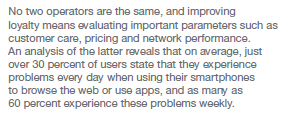 No two operators are the same, and improving
loyalty means evaluating important parameters such as
customer care, pricing and network performance.
An analysis of the latter reveals that on average, just
over 30 percent of users state that they experience
problems every day when using their smartphones
to browse the web or use apps, and as many as
60 percent experience these problems weekly.